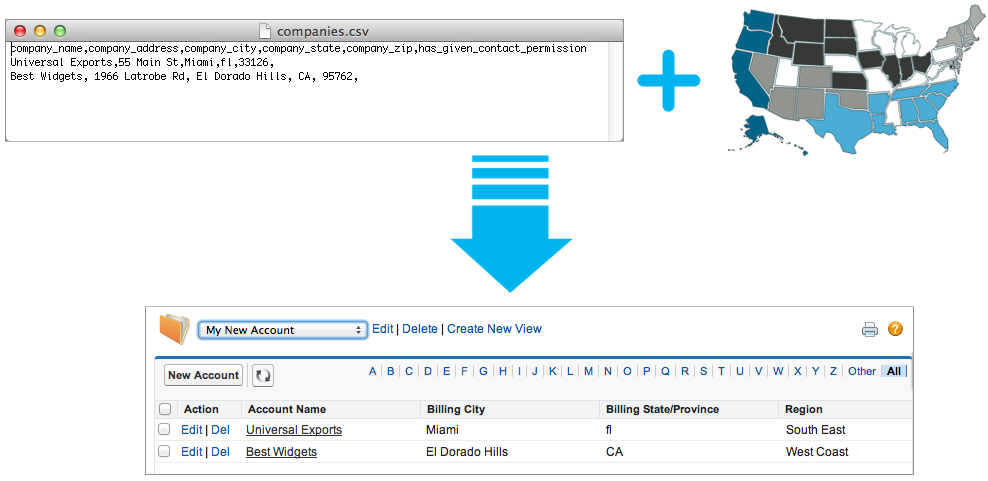 companies.csv
company_name,company_address,company_city,company_state,company_zip,has_given_contact_permission
Universal Exports,55 Main St,Miami,fl,33126,
Best Widgets, 1966 Latrobe Rd, El Dorado Hills, CA, 95762,
My New Account Edit | Delete | Create New View ?
New Account A | B | C | D | E | F | G | H | I | J | K | L | M | N | O | P | Q | R | S | T | U | V | W | X | Y | Z | Other | All
Action Account Name Billing City Billing State/Province Region
Edit | Del Universal Exports Miami fl South East
Edit | Del Best Widgets El Dorado Hills CA West Coast